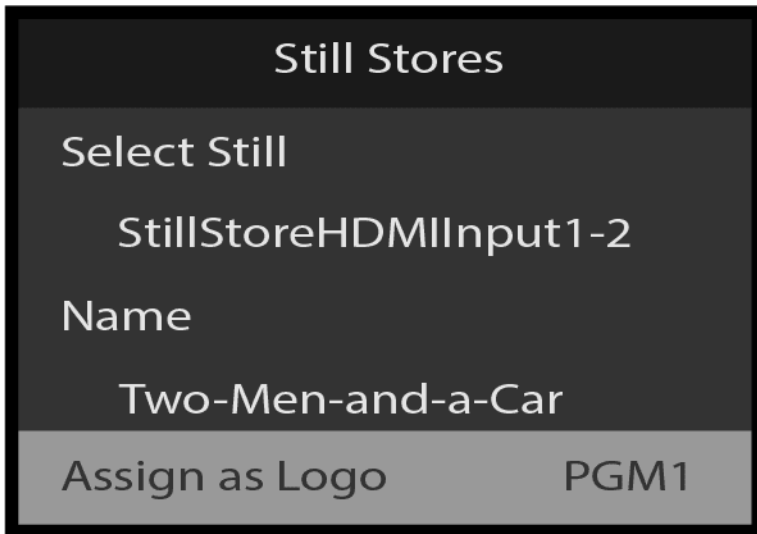 Still Stores
Select Still
StillStoreHDMIInput1-2
Name
Two-Men-and-a-Car
Assign as Logo PGM1